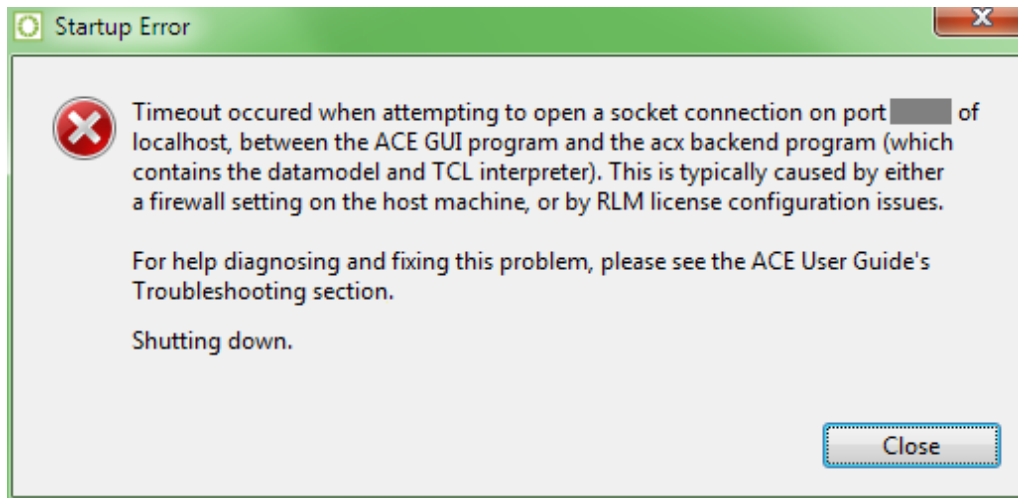 Startup Error
Timeout occured when attempting to open a socket connection on port of
localhost, between the ACE GUI program and the acx backend program (which
contains the datamodel and TCL interpreter). This is typically caused by either
a firewall setting on the host machine, or by RLM license configuration issues.
For help diagnosing and fixing this problem, please see the ACE User Guide's
Troubleshooting section.
Shutting down.
Close